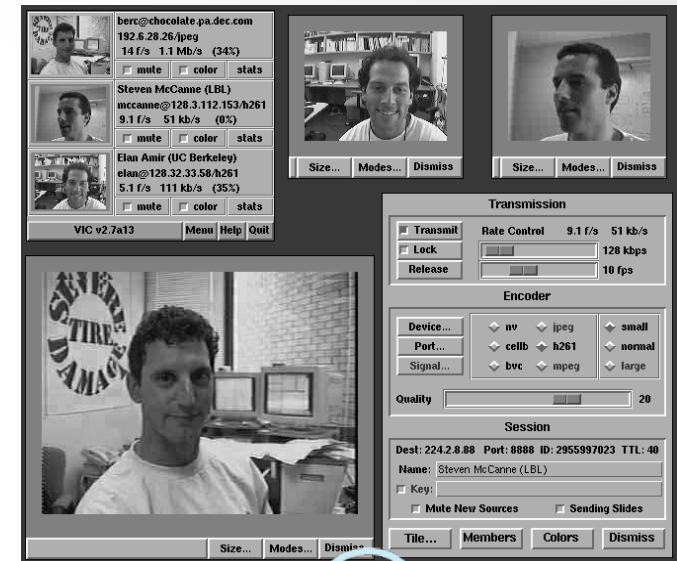 berc@chocolate.pa.dec.com
192.6.28.26/jpeg
14 f/s 1.1 Mb/s (34%)
mute color stats
Steven McCanne (LBL)
mccanne@128.3.112.153/h261
9.1 f/s 51 kb/s (0%)
mute color stats
Elan Amir (UC Berkeley)
elan@128.32.33.58/h261
5.1 f/s 111 kb/s (35%)
mute color stats
VIC v2.7a13 Menu Help Quit
Size... Modes... Dismiss
Size... Modes... Dismiss
SEVERE
TIRE
DAMAGE
Size... Modes... Dismiss
Transmission
Transmit Rate Control 9.1 f/s 51 kb/s
Lock 128 kbps
Release 10 fps
Encoder
Device... nv jpeg small
Port... cellb h261 normal
Signal... bvc mpeg large
Quality 20
Session
Dest: 224.2.8.88 Port: 8888 ID: 2955997023 TTL: 40
Name: Steven McCanne (LBL)
Key:
Mute New Sources Sending Slides
Tile... Members Colors Dismiss